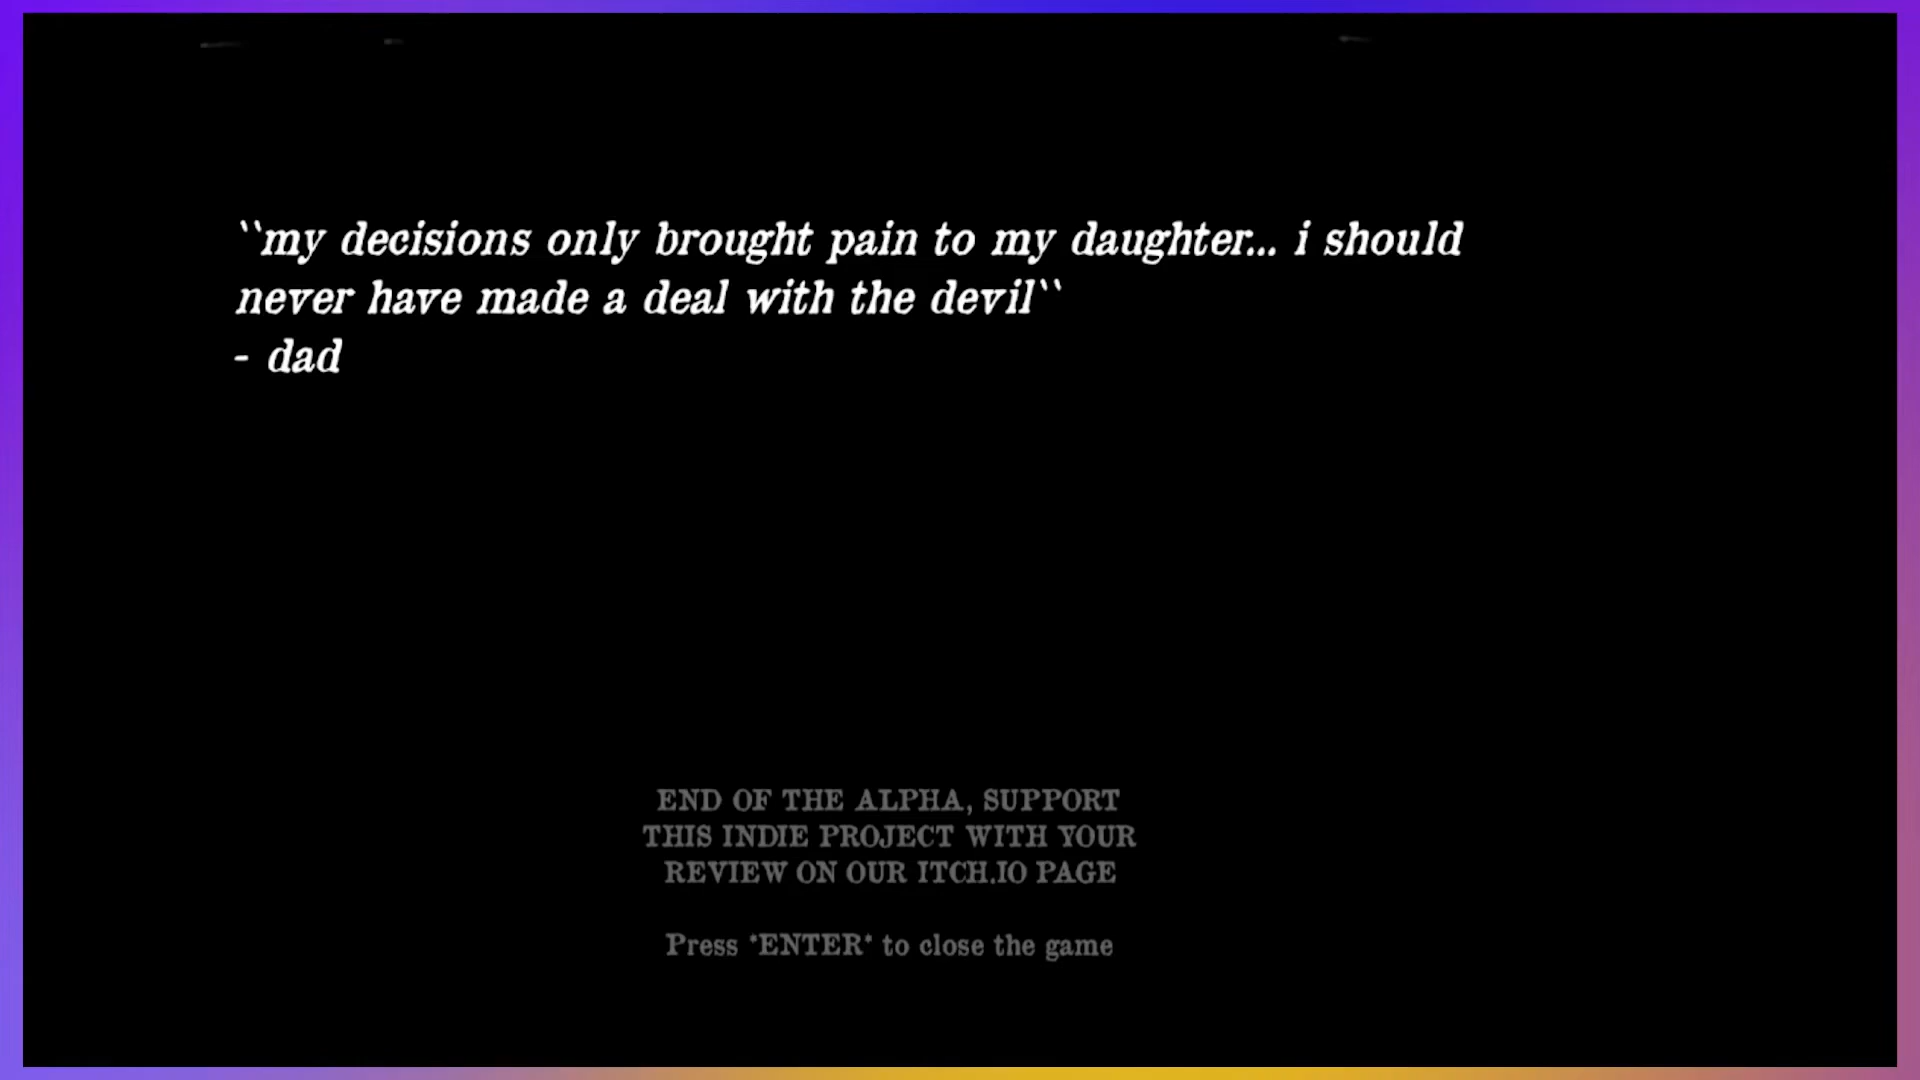 ``my decisions only brought pain to my daughter... i should
never have made a deal with the devil``
- dad
END OF THE ALPHA, SUPPORT
THIS INDIE PROJECT WITH YOUR
REVIEW ON OUR ITCH.IO PAGE
Press *ENTER* to close the game